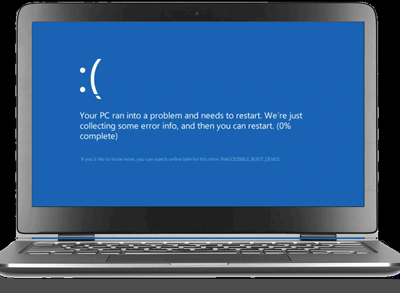 :(
Your PC ran into a problem and needs to restart. We're just
collecting some error info, and then you can restart. (0%
complete)
If you'd like to know more, you can search online later for this error: INACCESSIBLE_BOOT_DEVICE